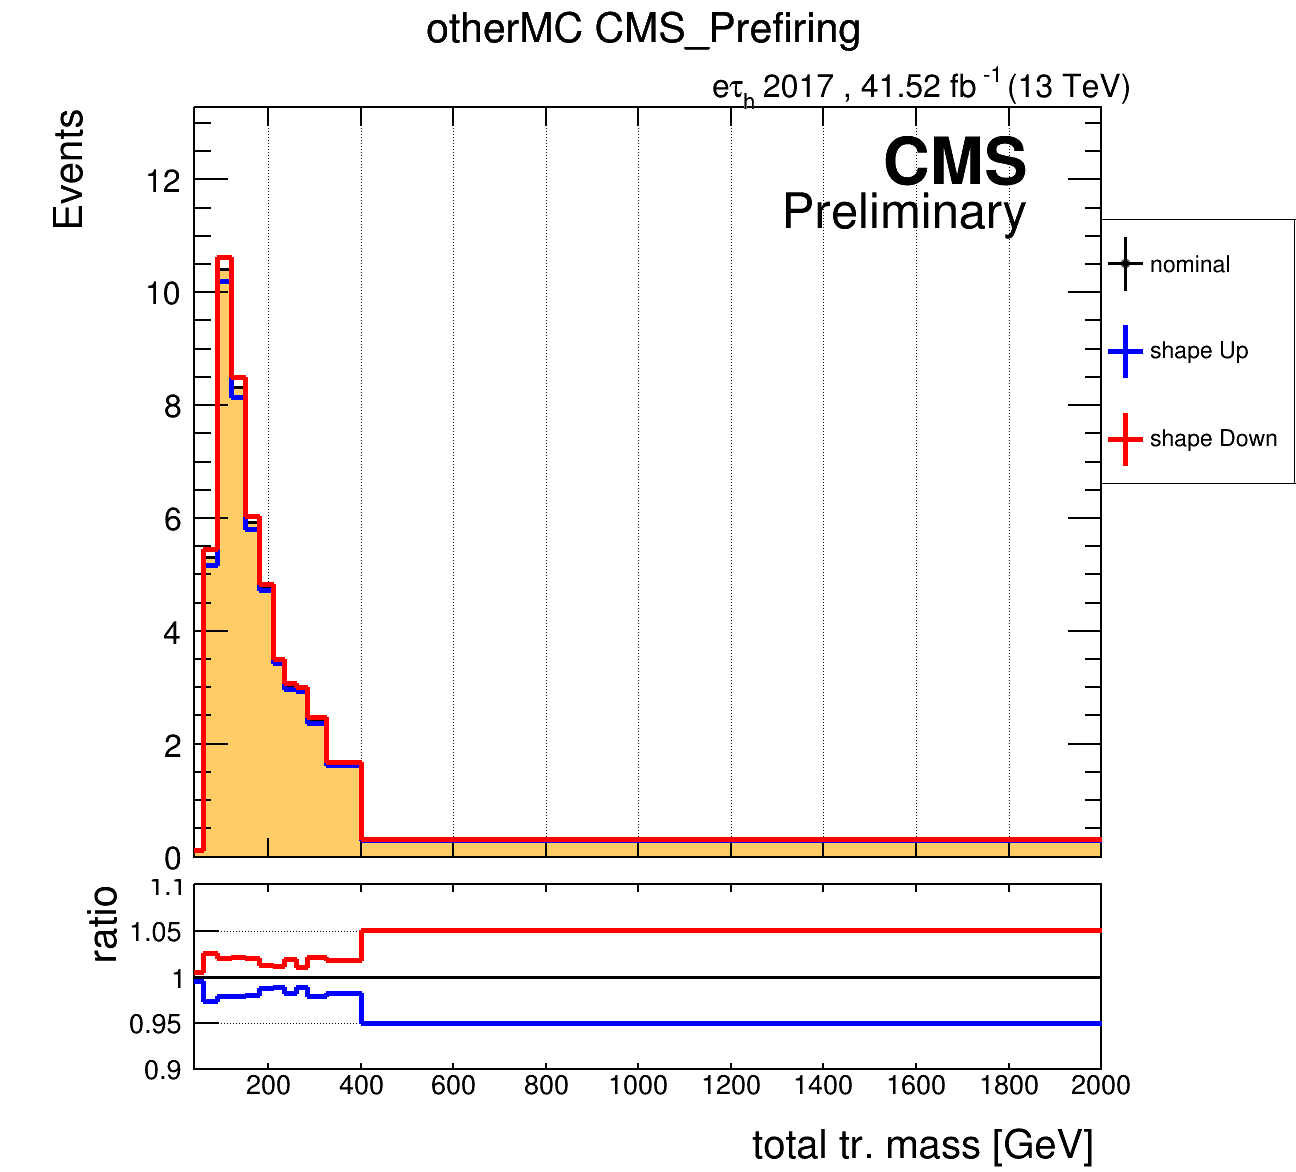 otherMC CMS_Prefiring
eτh 2017 , 41.52 fb -1 (13 TeV)
Events
CMS
Preliminary
12
10
8
6
4
2
0
nominal
shape Up
shape Down
ratio
1.1
1.05
1
0.95
0.9
200 400 600 800 1000 1200 1400 1600 1800 2000
total tr. mass [GeV]